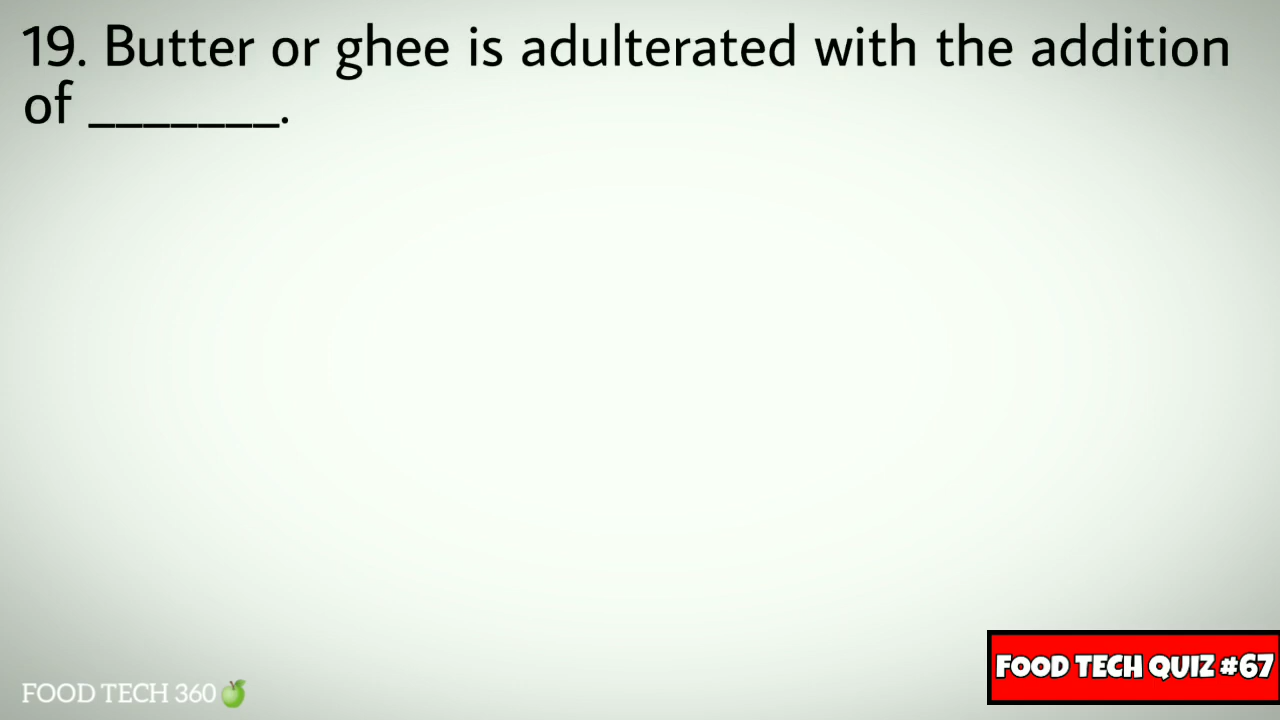 19. Butter or ghee is adulterated with the addition
of _______.
FOOD TECH QUIZ #67
FOOD TECH 360